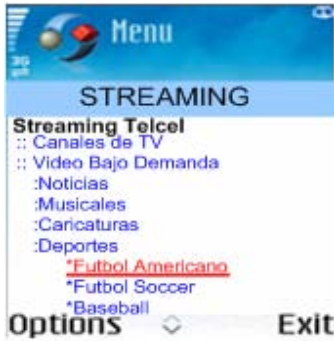 Menu
3G
STREAMING
Streaming Telcel
:: Canales de TV
:: Video Bajo Demanda
:Noticias
:Musicales
:Caricaturas
:Deportes
*Futbol Americano
*Futbol Soccer
*Baseball
Options Exit